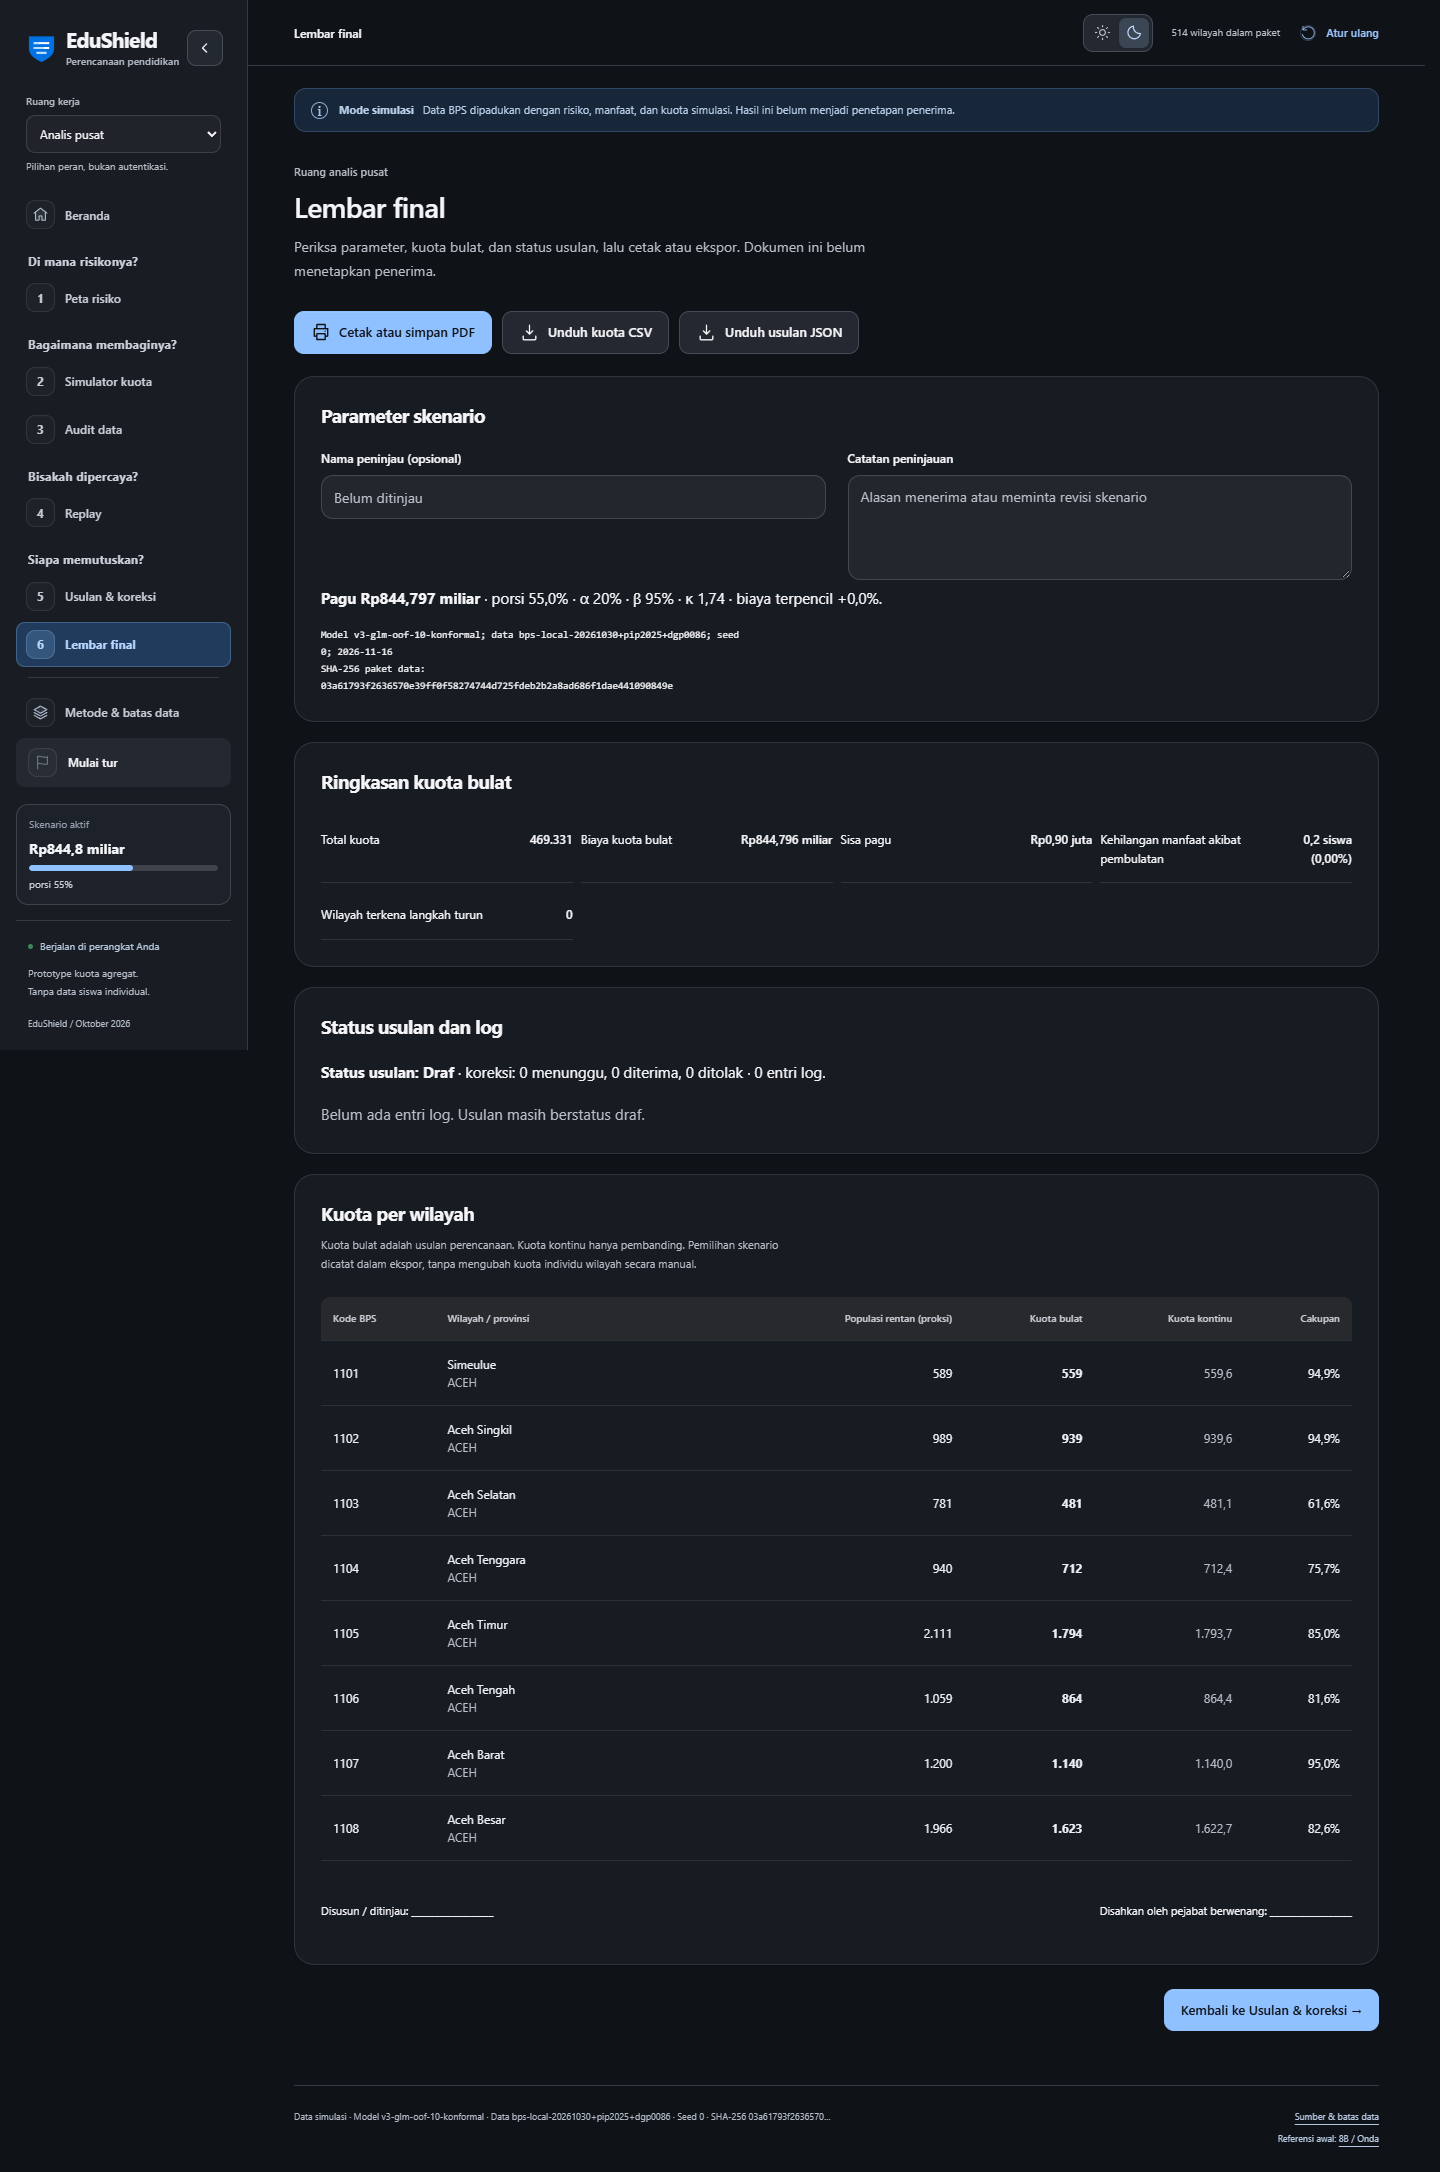 EduShield
Perencanaan pendidikan
Ruang kerja
Analis pusat
Pilihan peran, bukan autentikasi.
Beranda
Di mana risikonya?
1 Peta risiko
Bagaimana membaginya?
2 Simulator kuota
3 Audit data
Bisakah dipercaya?
4 Replay
Siapa memutuskan?
5 Usulan & koreksi
6 Lembar final
Metode & batas data
Mulai tur
Skenario aktif
Rp844,8 miliar
porsi 55%
Berjalan di perangkat Anda
Prototype kuota agregat.
Tanpa data siswa individual.
EduShield / Oktober 2026
Lembar final
514 wilayah dalam paket
Atur ulang
Mode simulasi Data BPS dipadukan dengan risiko, manfaat, dan kuota simulasi. Hasil ini belum menjadi penetapan penerima.
Ruang analis pusat
Lembar final
Periksa parameter, kuota bulat, dan status usulan, lalu cetak atau ekspor. Dokumen ini belum
menetapkan penerima.
Cetak atau simpan PDF
Unduh kuota CSV
Unduh usulan JSON
Parameter skenario
Nama peninjau (opsional)
Belum ditinjau
Catatan peninjauan
Alasan menerima atau meminta revisi skenario
Pagu Rp844,797 miliar · porsi 55,0% · α 20% · β 95% · κ 1,74 · biaya terpencil +0,0%.
Model v3-glm-oof-10-konformal; data bps-local-20261030+pip2025+dgp0086; seed
0; 2026-11-16
SHA-256 paket data:
03a61793f2636570e39ff0f58274744d725fdeb2b2a8ad686f1dae441090849e
Ringkasan kuota bulat
Total kuota 469.331
Biaya kuota bulat Rp844,796 miliar
Sisa pagu Rp0,90 juta
Kehilangan manfaat akibat 0,2 siswa
pembulatan (0,00%)
Wilayah terkena langkah turun 0
Status usulan dan log
Status usulan: Draf · koreksi: 0 menunggu, 0 diterima, 0 ditolak · 0 entri log.
Belum ada entri log. Usulan masih berstatus draf.
Kuota per wilayah
Kuota bulat adalah usulan perencanaan. Kuota kontinu hanya pembanding. Pemilihan skenario
dicatat dalam ekspor, tanpa mengubah kuota individu wilayah secara manual.
Kode BPS Wilayah / provinsi Populasi rentan (proksi) Kuota bulat Kuota kontinu Cakupan
1101 Simeulue 589 559 559,6 94,9%
ACEH
1102 Aceh Singkil 989 939 939,6 94,9%
ACEH
1103 Aceh Selatan 781 481 481,1 61,6%
ACEH
1104 Aceh Tenggara 940 712 712,4 75,7%
ACEH
1105 Aceh Timur 2.111 1.794 1.793,7 85,0%
ACEH
1106 Aceh Tengah 1.059 864 864,4 81,6%
ACEH
1107 Aceh Barat 1.200 1.140 1.140,0 95,0%
ACEH
1108 Aceh Besar 1.966 1.623 1.622,7 82,6%
ACEH
Disusun / ditinjau: _______________
Disahkan oleh pejabat berwenang: _______________
Kembali ke Usulan & koreksi →
Data simulasi · Model v3-glm-oof-10-konformal · Data bps-local-20261030+pip2025+dgp0086 · Seed 0 · SHA-256 03a61793f2636570…
Sumber & batas data
Referensi awal: 8B / Onda